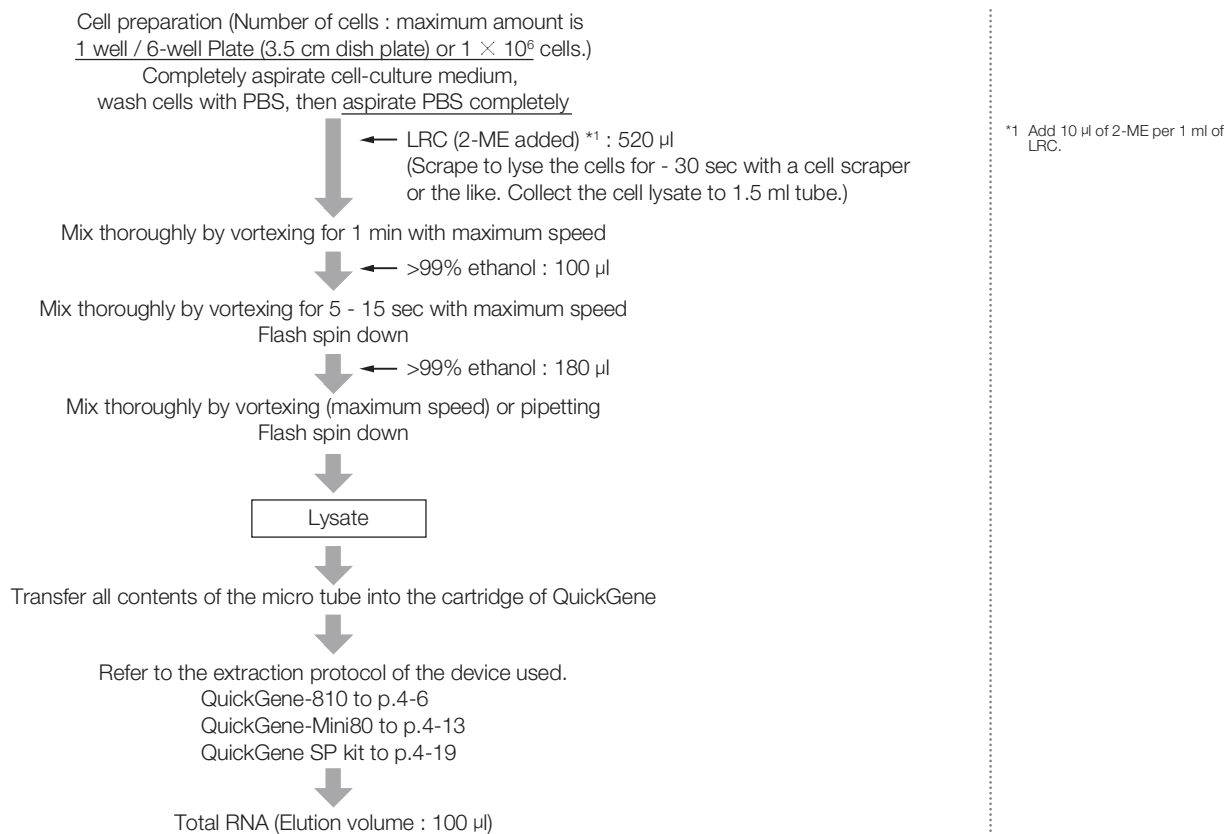 Cell preparation (Number of cells : maximum amount is
1 well / 6-well Plate (3.5 cm dish plate) or 1 × 10⁶ cells.)
Completely aspirate cell-culture medium,
wash cells with PBS, then aspirate PBS completely
LRC (2-ME added) *1 : 520 µl
(Scrape to lyse the cells for - 30 sec with a cell scraper
or the like. Collect the cell lysate to 1.5 ml tube.)
*1 Add 10 µl of 2-ME per 1 ml of
LRC.
Mix thoroughly by vortexing for 1 min with maximum speed
>99% ethanol : 100 µl
Mix thoroughly by vortexing for 5 - 15 sec with maximum speed
Flash spin down
>99% ethanol : 180 µl
Mix thoroughly by vortexing (maximum speed) or pipetting
Flash spin down
Lysate
Transfer all contents of the micro tube into the cartridge of QuickGene
Refer to the extraction protocol of the device used.
QuickGene-810 to p.4-6
QuickGene-Mini80 to p.4-13
QuickGene SP kit to p.4-19
Total RNA (Elution volume : 100 µl)